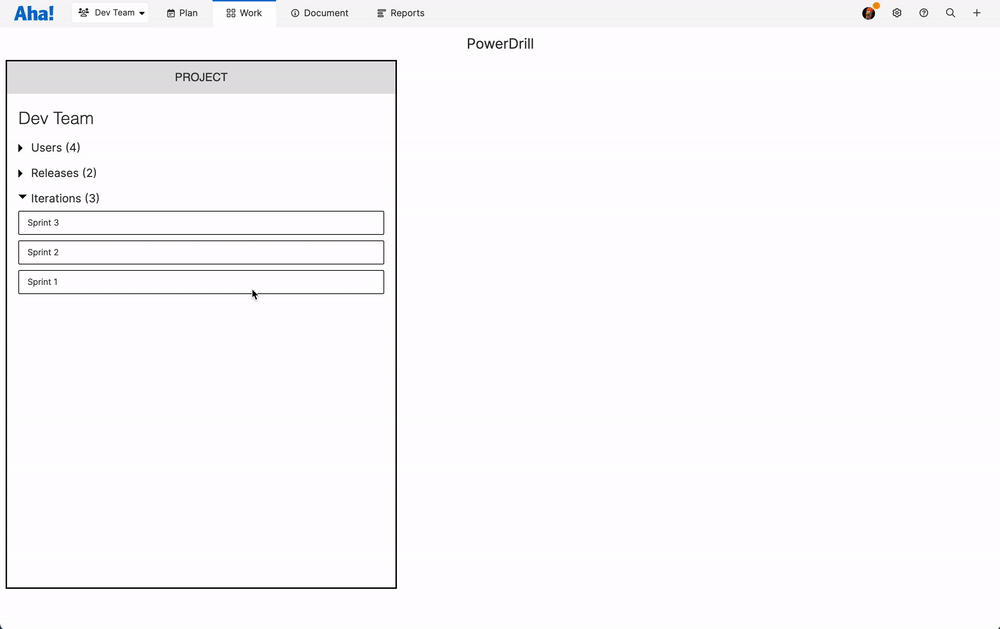 Aha! Dev Team Plan Work Document Reports
PowerDrill
PROJECT
Dev Team
Users (4)
Releases (2)
Iterations (3)
Sprint 3
Sprint 2
Sprint 1